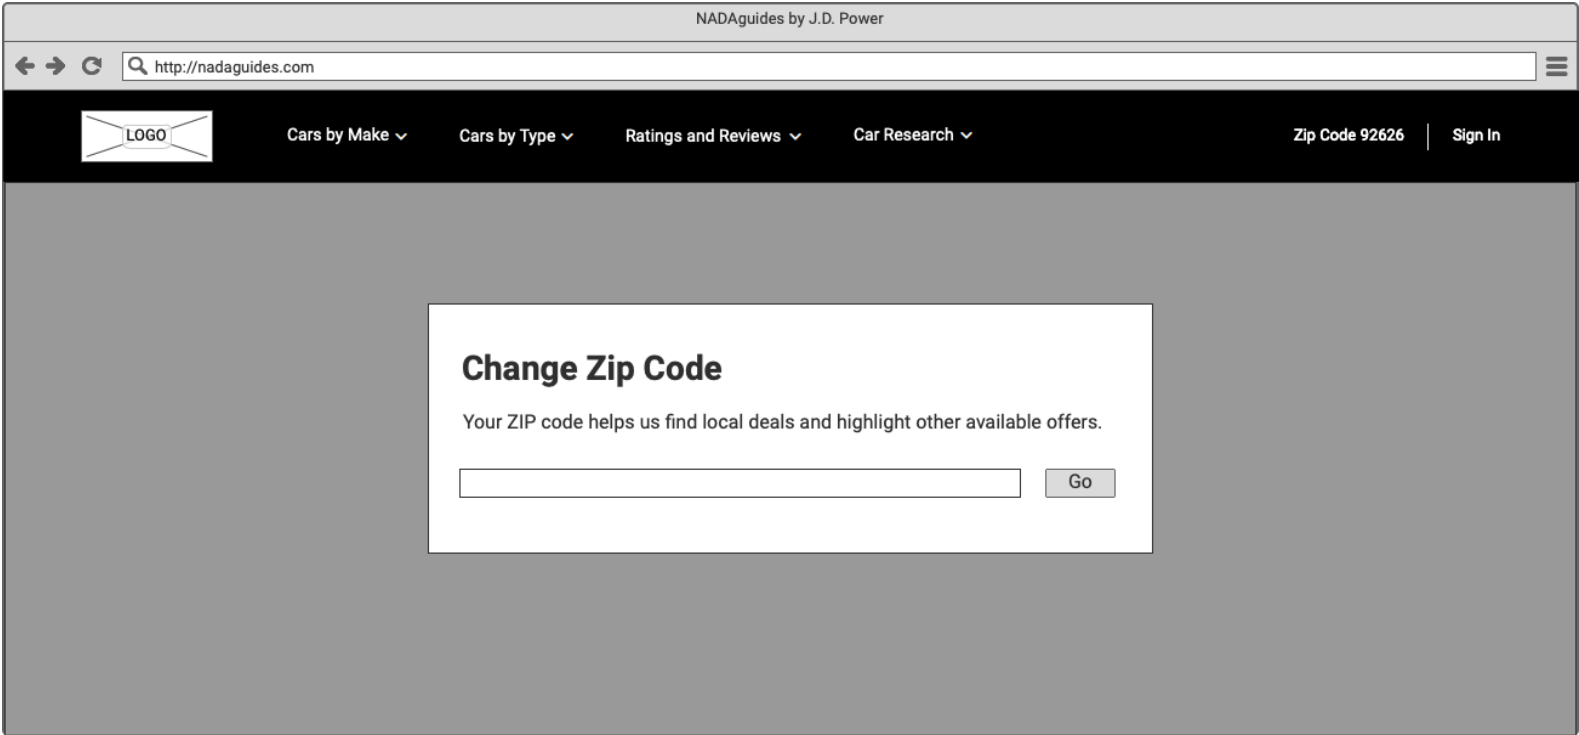 NADAguides by J.D. Power
http://nadaguides.com
LOGO Cars by Make Cars by Type Ratings and Reviews Car Research Zip Code 92626 Sign In
Change Zip Code
Your ZIP code helps us find local deals and highlight other available offers.
Go